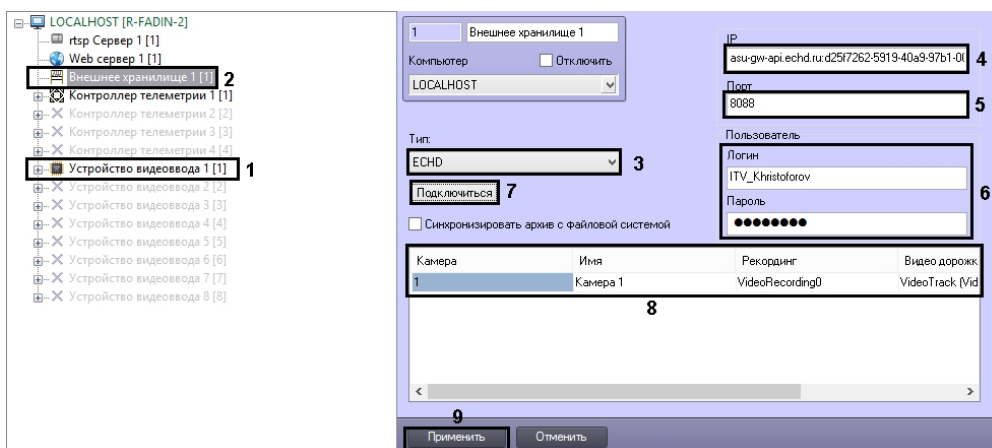 LOCALHOST [R-FADIN-2]
rtsp Сервер 1 [1]
Web сервер 1 [1]
Внешнее хранилище 1 [1] 2
Контроллер телеметрии 1 [1]
Контроллер телеметрии 2 [2]
Контроллер телеметрии 3 [3]
Контроллер телеметрии 4 [4]
Устройство видеоввода 1 [1] 1
Устройство видеоввода 2 [2]
Устройство видеоввода 3 [3]
Устройство видеоввода 4 [4]
Устройство видеоввода 5 [5]
Устройство видеоввода 6 [6]
Устройство видеоввода 7 [7]
Устройство видеоввода 8 [8]
1 Внешнее хранилище 1
Компьютер Отключить
LOCALHOST
IP
asu-gw-api.echd.ru:d25f7262-5919-40a9-97b1-0( 4
Порт
8088 5
Тип:
ECHD 3
Подключиться 7
Синхронизировать архив с файловой системой
Пользователь
Логин
ITV_Khristoforov
6
Пароль
●●●●●●●●
Камера Имя Рекординг Видео дорожк
1 Камера 1 VideoRecording0 VideoTrack (Vid
8
9
Применить Отменить